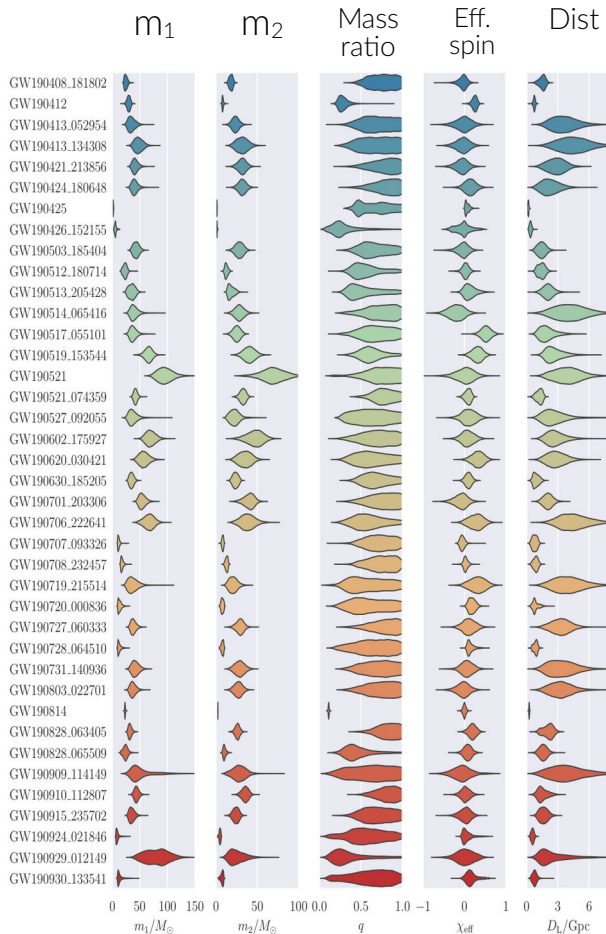 m₁ m₂ Mass ratio Eff. spin Dist
GW190408_181802
GW190412
GW190413_052954
GW190413_134308
GW190421_213856
GW190424_180648
GW190425
GW190426_152155
GW190503_185404
GW190512_180714
GW190513_205428
GW190514_065416
GW190517_055101
GW190519_153544
GW190521
GW190521_074359
GW190527_092055
GW190602_175927
GW190620_030421
GW190630_185205
GW190701_203306
GW190706_222641
GW190707_093326
GW190708_232457
GW190719_215514
GW190720_000836
GW190727_060333
GW190728_064510
GW190731_140936
GW190803_022701
GW190814
GW190828_063405
GW190828_065509
GW190909_114149
GW190910_112807
GW190915_235702
GW190924_021846
GW190929_012149
GW190930_133541
0 50 100 150 0 50 100 0.0 0.5 1.0 −1 0 1 0 2 4 6
m₁/M☉ m₂/M☉ q χeff D_L/Gpc